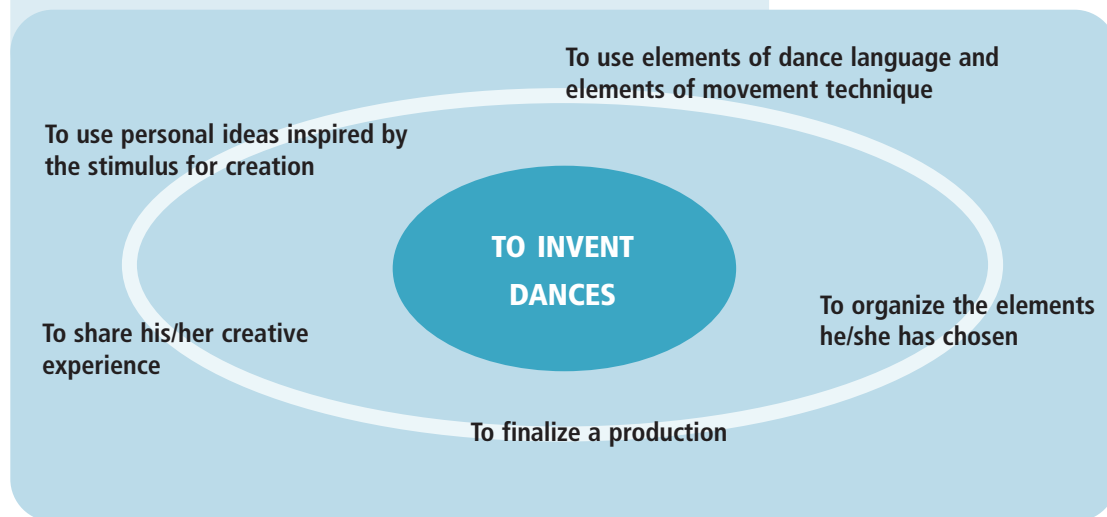 To use elements of dance language and
elements of movement technique
To use personal ideas inspired by
the stimulus for creation
TO INVENT
DANCES
To organize the elements
he/she has chosen
To share his/her creative
experience
To finalize a production